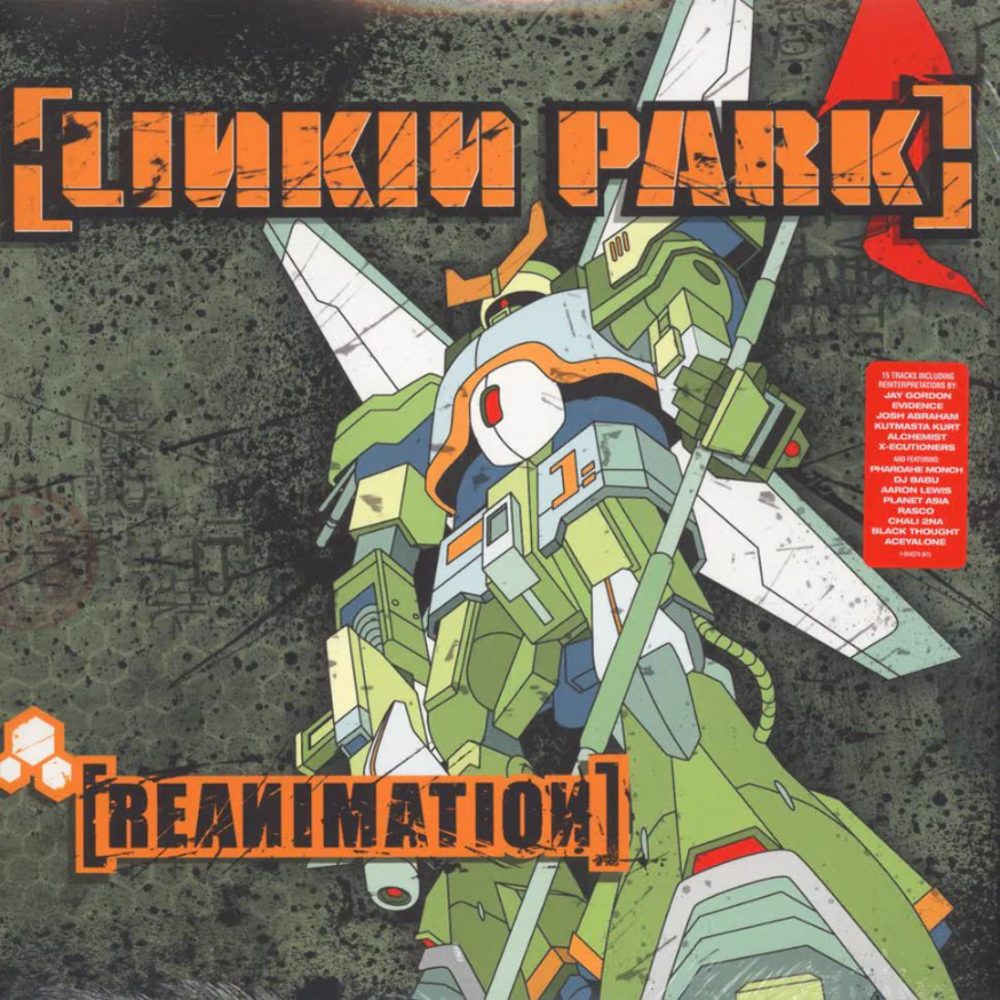 [LINKIN PARK]
15 TRACKS INCLUDING
REINTERPRETATIONS BY:
JAY GORDON
EVIDENCE
JOSH ABRAHAM
KUTMASTA KURT
ALCHEMIST
X-ECUTIONERS
AND FEATURING:
PHAROAHE MONCH
DJ BABU
AARON LEWIS
PLANET ASIA
RASCO
CHALI 2NA
BLACK THOUGHT
ACEYALONE
[REANIMATION]